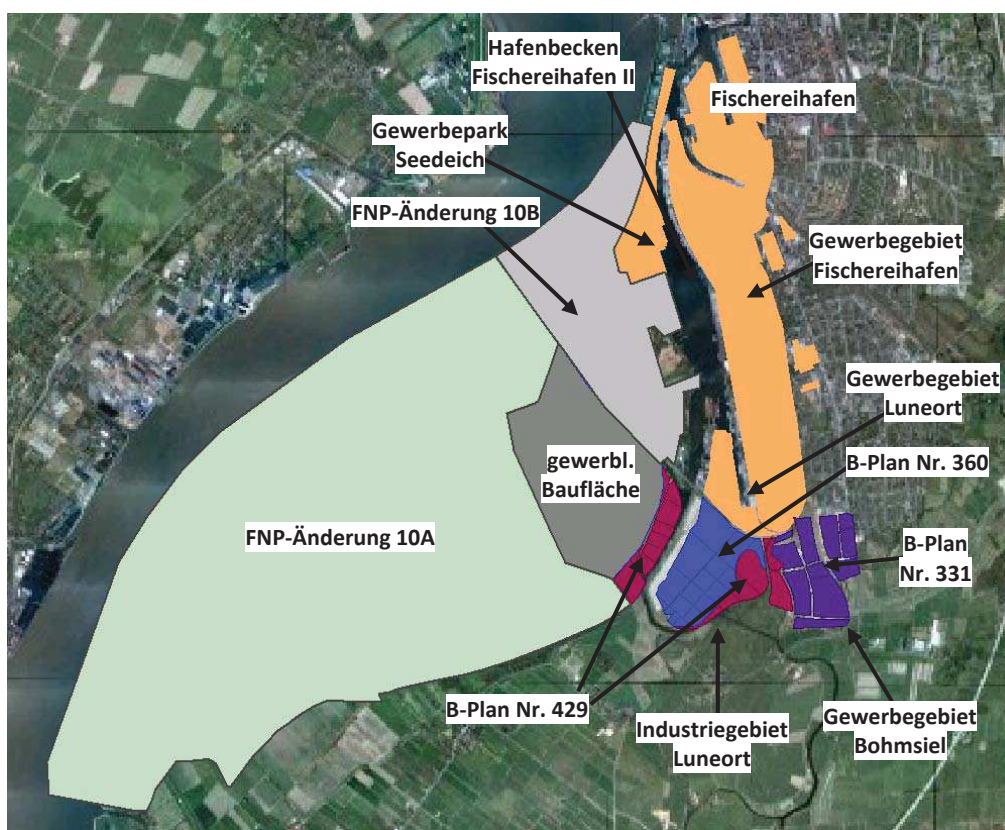 Hafenbecken
Fischereihafen II
Fischereihafen
Gewerbepark
Seedeich
FNP-Änderung 10B
Gewerbegebiet
Fischereihafen
Gewerbegebiet
Luneort
gewerbl.
Baufläche
B-Plan Nr. 360
FNP-Änderung 10A
B-Plan
Nr. 331
B-Plan Nr. 429
Industriegebiet
Luneort
Gewerbegebiet
Bohmsiel